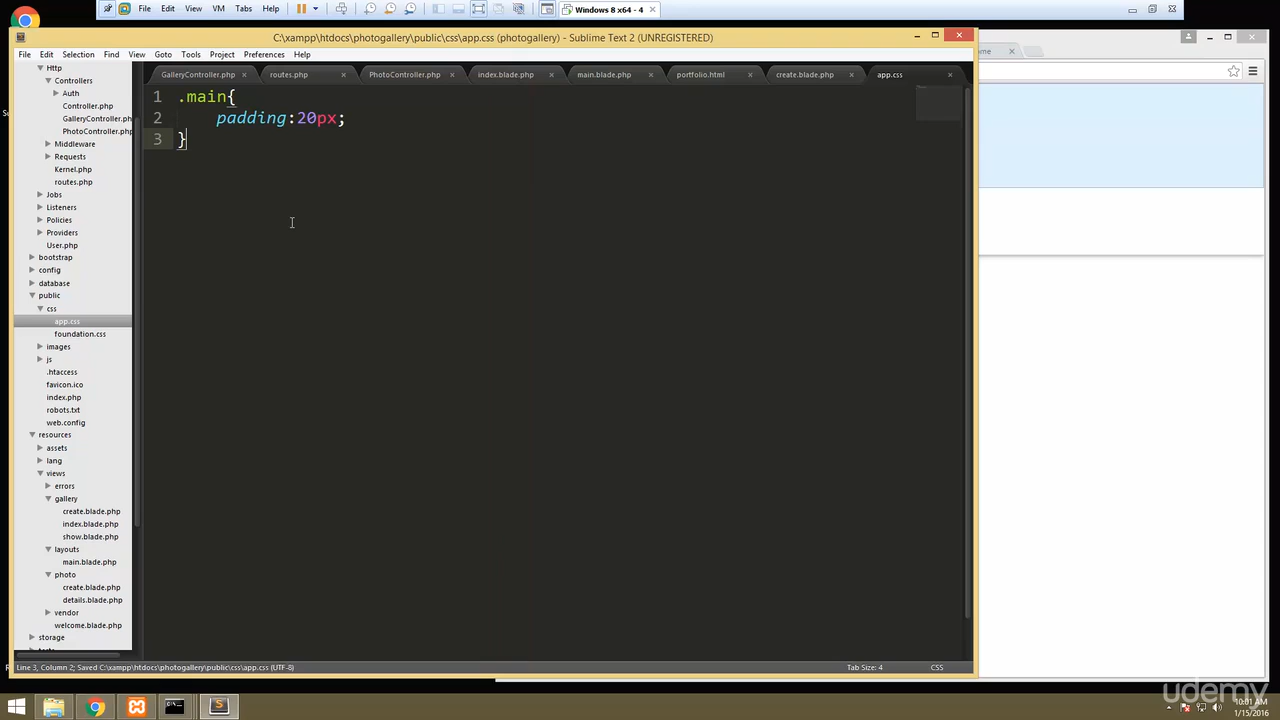 File Edit View VM Tabs Help
Windows 8 x64 - 4
C:\xampp\htdocs\photogallery\public\css\app.css (photogallery) - Sublime Text 2 (UNREGISTERED)
File Edit Selection Find View Goto Tools Project Preferences Help
GalleryController.php routes.php PhotoController.php index.blade.php main.blade.php portfolio.html create.blade.php app.css
Http
Controllers
Auth
Controller.php
GalleryController.php
PhotoController.php
Middleware
Requests
Kernel.php
routes.php
Jobs
Listeners
Policies
Providers
User.php
bootstrap
config
database
public
css
app.css
foundation.css
images
js
.htaccess
favicon.ico
index.php
robots.txt
web.config
resources
assets
lang
views
errors
gallery
create.blade.php
index.blade.php
show.blade.php
layouts
main.blade.php
photo
create.blade.php
details.blade.php
vendor
welcome.blade.php
storage
1 .main{
2 padding:20px;
3 }
Line 3, Column 2; Saved C:\xampp\htdocs\photogallery\public\css\app.css (UTF-8)
Tab Size: 4
CSS
udemy
10:01 AM
1/15/2016